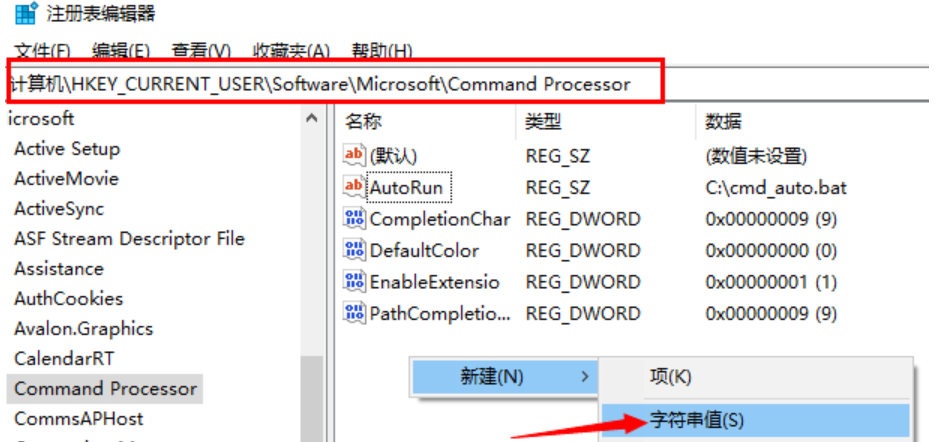 注册表编辑器
文件(F) 编辑(E) 查看(V) 收藏夹(A) 帮助(H)
计算机\HKEY_CURRENT_USER\Software\Microsoft\Command Processor
icrosoft
Active Setup
ActiveMovie
ActiveSync
ASF Stream Descriptor File
Assistance
AuthCookies
Avalon.Graphics
CalendarRT
Command Processor
CommsAPHost
名称 类型 数据
ab (默认) REG_SZ (数值未设置)
ab AutoRun REG_SZ C:\cmd_auto.bat
CompletionChar REG_DWORD 0x00000009 (9)
DefaultColor REG_DWORD 0x00000000 (0)
EnableExtensio REG_DWORD 0x00000001 (1)
PathCompletio... REG_DWORD 0x00000009 (9)
新建(N) >
项(K)
字符串值(S)